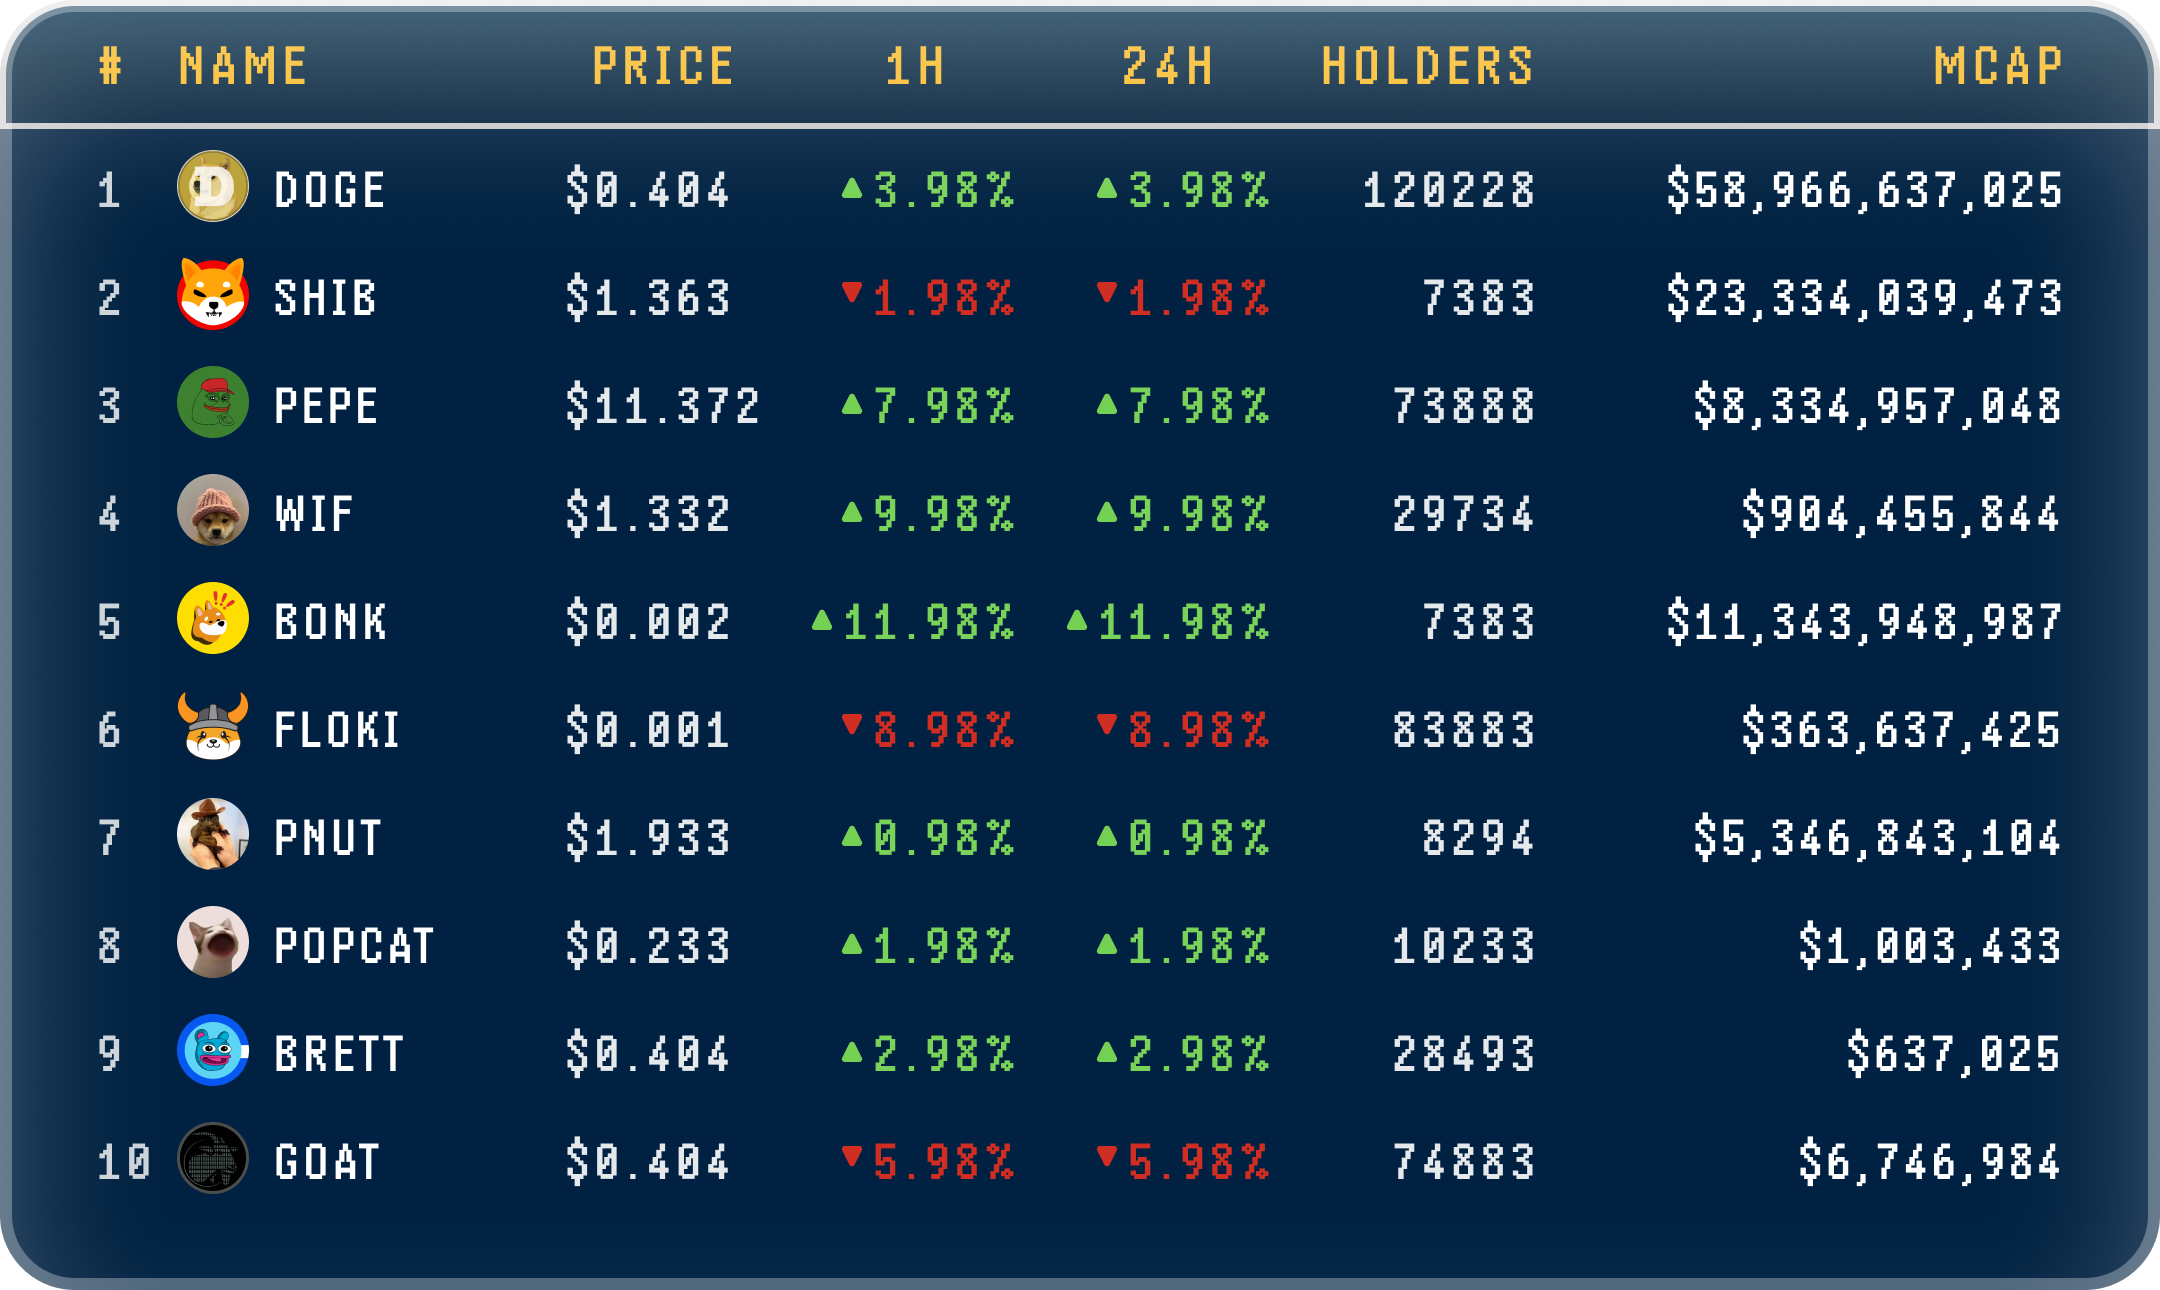 # NAME PRICE 1H 24H HOLDERS MCAP
1 D DOGE $0.404 ▲3.98% ▲3.98% 120228 $58,966,637,025
2 SHIB $1.363 ▼1.98% ▼1.98% 7383 $23,334,039,473
3 PEPE $11.372 ▲7.98% ▲7.98% 73888 $8,334,957,048
4 WIF $1.332 ▲9.98% ▲9.98% 29734 $904,455,844
5 BONK $0.002 ▲11.98% ▲11.98% 7383 $11,343,948,987
6 FLOKI $0.001 ▼8.98% ▼8.98% 83883 $363,637,425
7 PNUT $1.933 ▲0.98% ▲0.98% 8294 $5,346,843,104
8 POPCAT $0.233 ▲1.98% ▲1.98% 10233 $1,003,433
9 BRETT $0.404 ▲2.98% ▲2.98% 28493 $637,025
10 GOAT $0.404 ▼5.98% ▼5.98% 74883 $6,746,984